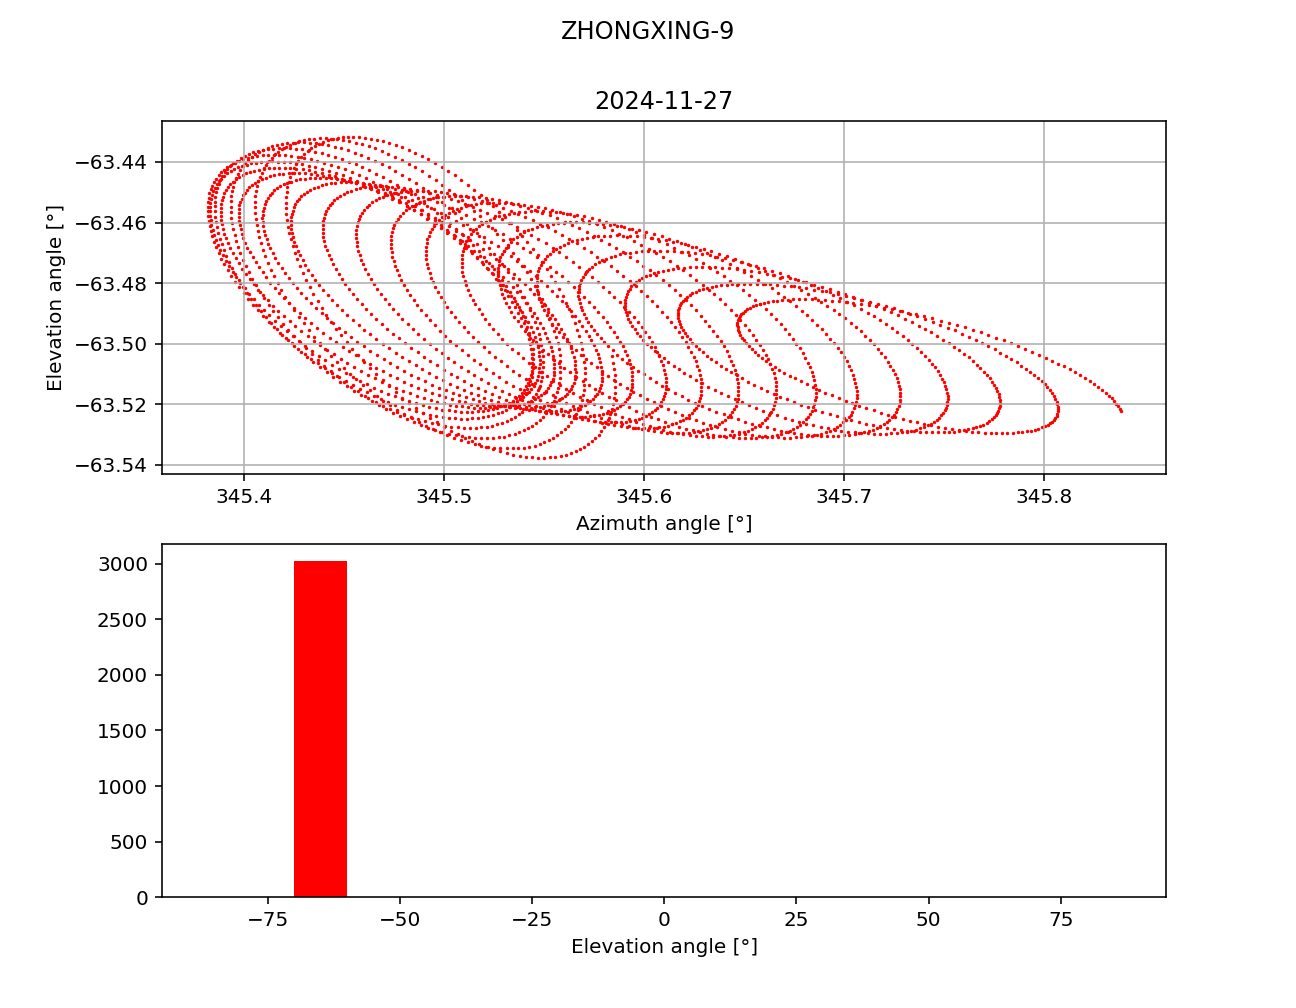 ZHONGXING-9
2024-11-27
−63.44
−63.46
−63.48
−63.50
−63.52
−63.54
Elevation angle [°]
345.4 345.5 345.6 345.7 345.8
Azimuth angle [°]
3000
2500
2000
1500
1000
500
0
−75 −50 −25 0 25 50 75
Elevation angle [°]